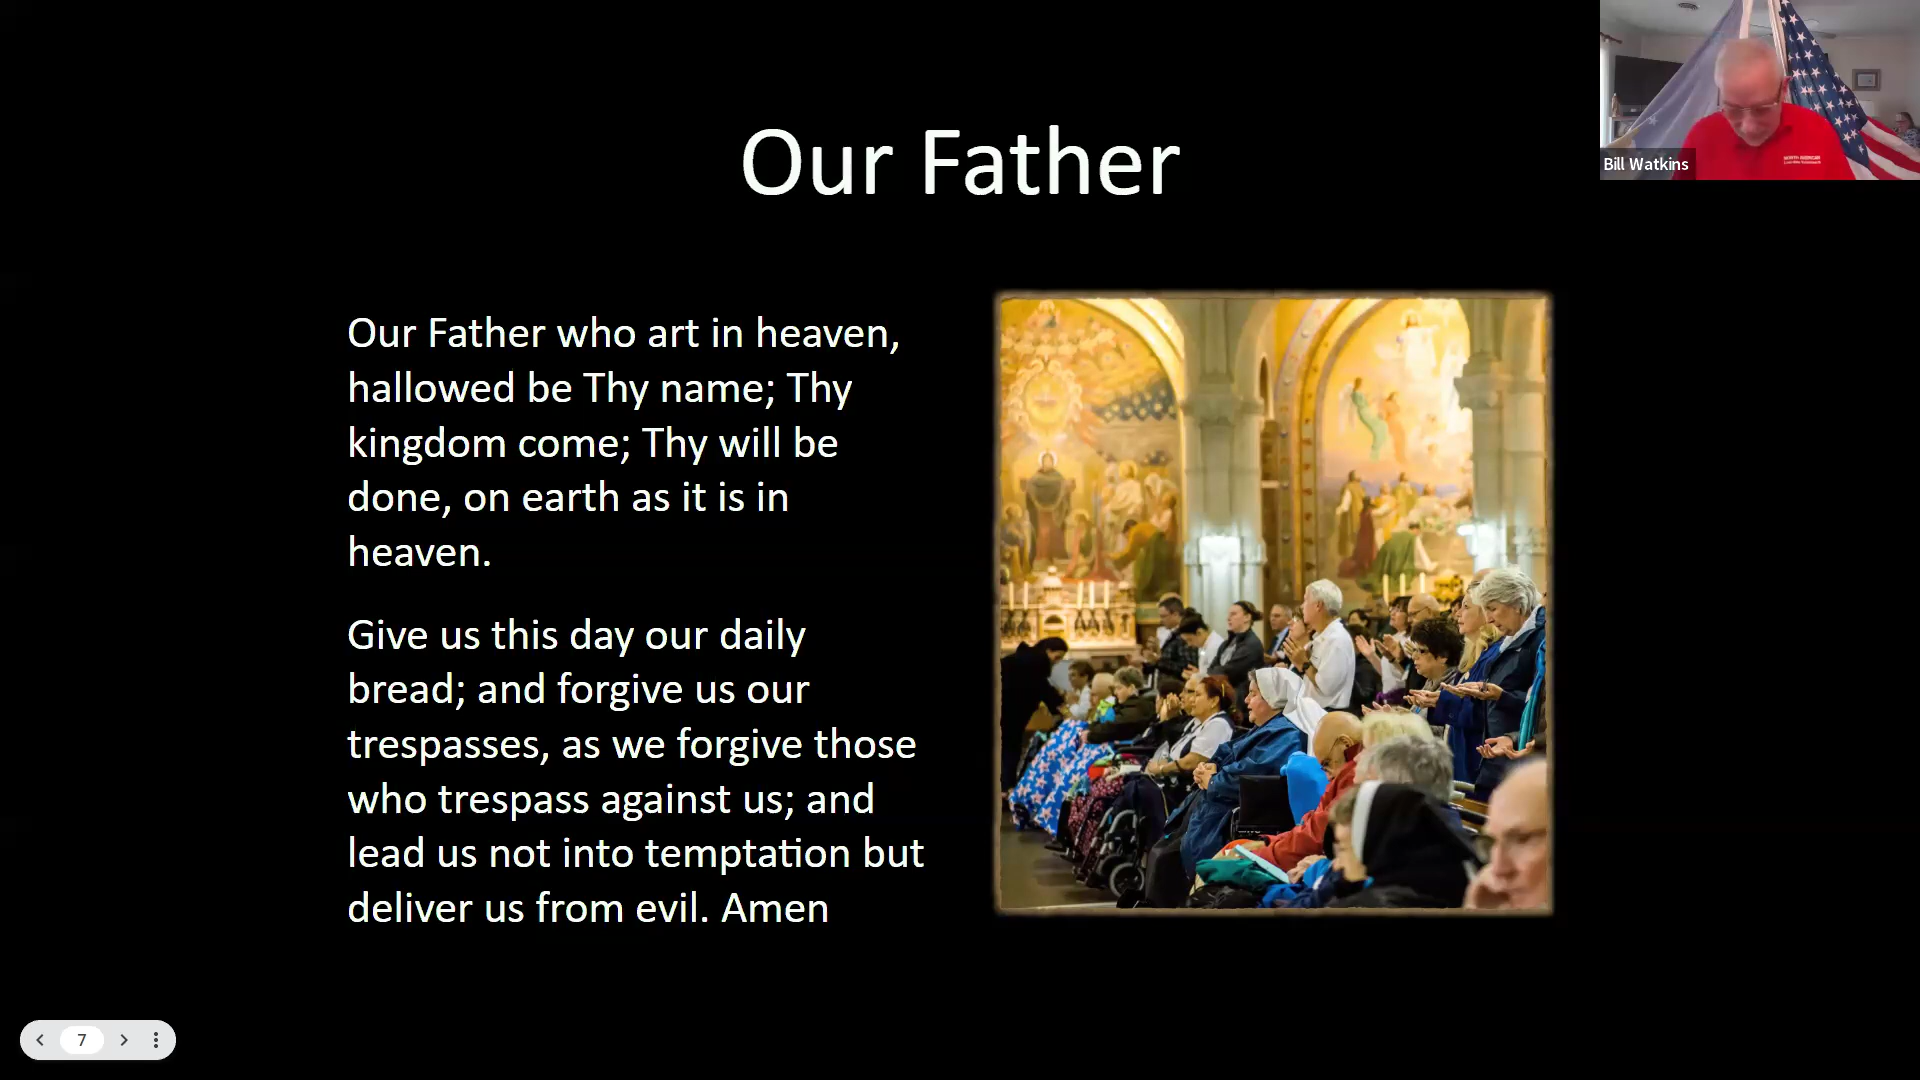 Our Father
Bill Watkins
Our Father who art in heaven,
hallowed be Thy name; Thy
kingdom come; Thy will be
done, on earth as it is in
heaven.
Give us this day our daily
bread; and forgive us our
trespasses, as we forgive those
who trespass against us; and
lead us not into temptation but
deliver us from evil. Amen
7